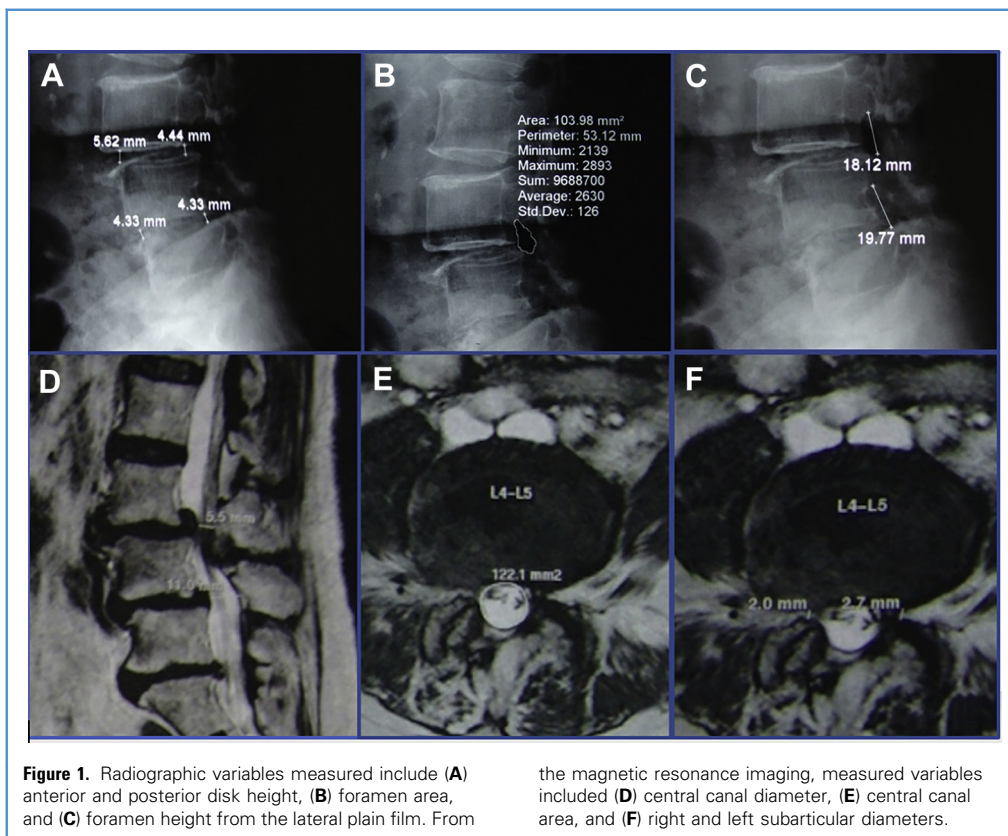 A
5.62 mm 4.44 mm
4.33 mm
4.33 mm
B
Area: 103.98 mm²
Perimeter: 53.12 mm
Minimum: 2139
Maximum: 2893
Sum: 9688700
Average: 2630
Std.Dev.: 126
C
18.12 mm
19.77 mm
D
5.5 mm
E
L4-L5
122.1 mm2
F
L4-L5
2.0 mm 2.7 mm
Figure 1. Radiographic variables measured include (A)
anterior and posterior disk height, (B) foramen area,
and (C) foramen height from the lateral plain film. From
the magnetic resonance imaging, measured variables
included (D) central canal diameter, (E) central canal
area, and (F) right and left subarticular diameters.